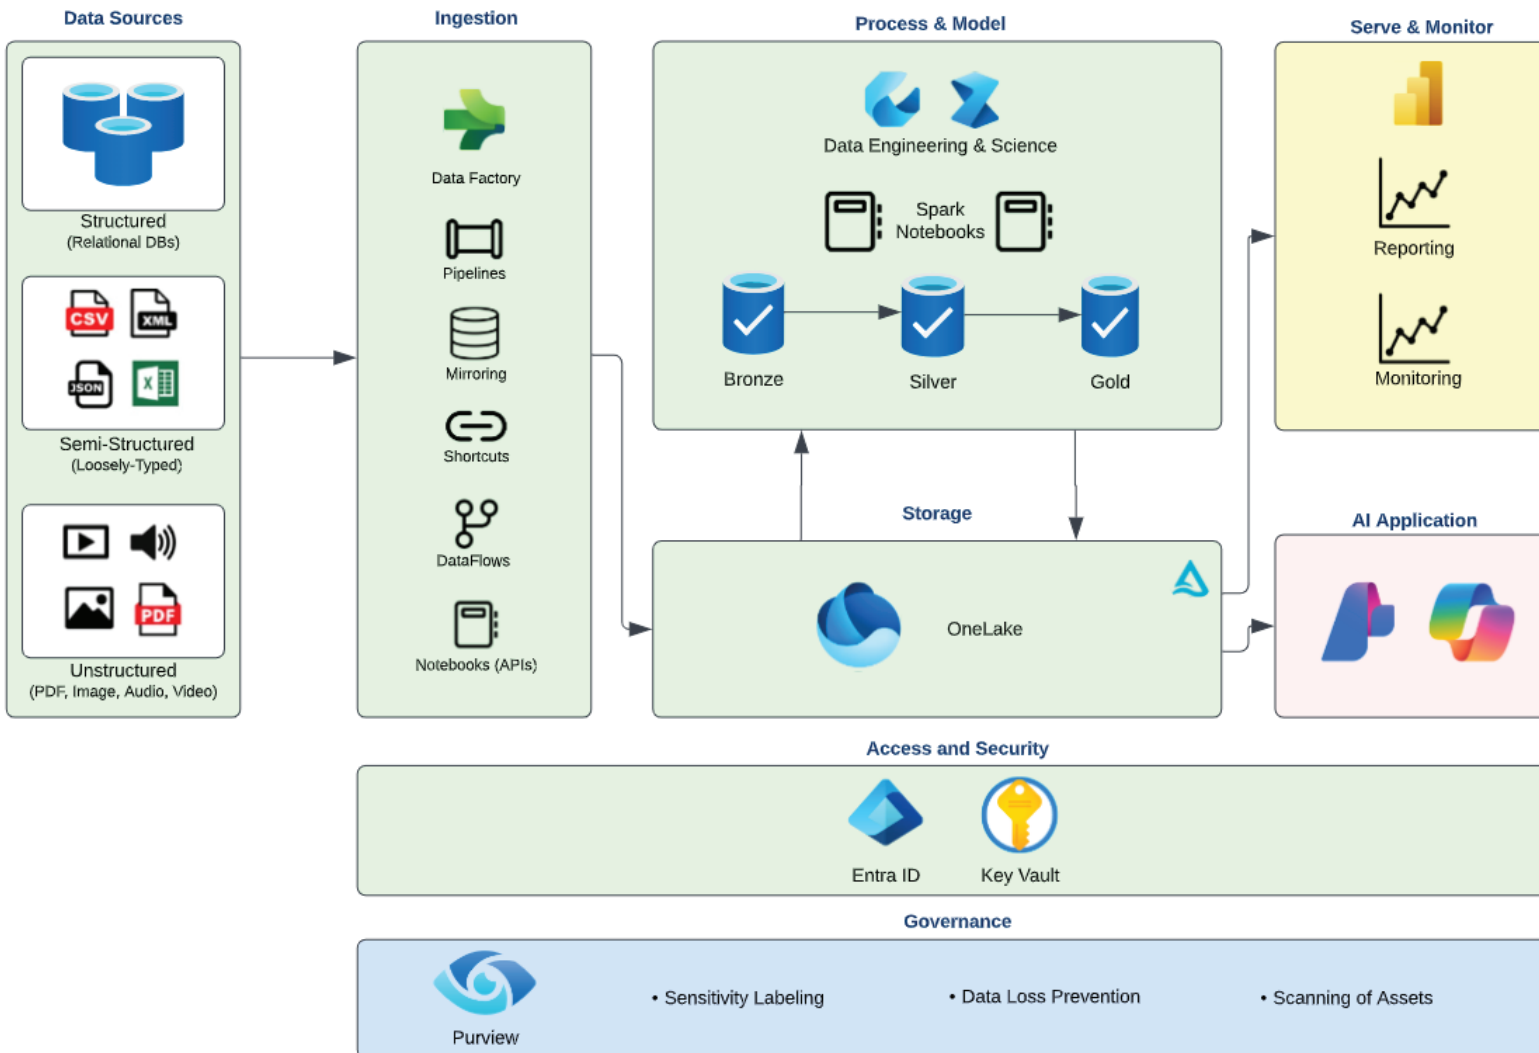 Data Sources
Structured
(Relational DBs)
CSV
XML
JSON
X
Semi-Structured
(Loosely-Typed)
PDF
Unstructured
(PDF, Image, Audio, Video)
Ingestion
Data Factory
Pipelines
Mirroring
Shortcuts
DataFlows
Notebooks (APIs)
Process & Model
Data Engineering & Science
Spark
Notebooks
Bronze
Silver
Gold
Storage
OneLake
Serve & Monitor
Reporting
Monitoring
AI Application
Access and Security
Entra ID
Key Vault
Governance
Purview
• Sensitivity Labeling
• Data Loss Prevention
• Scanning of Assets